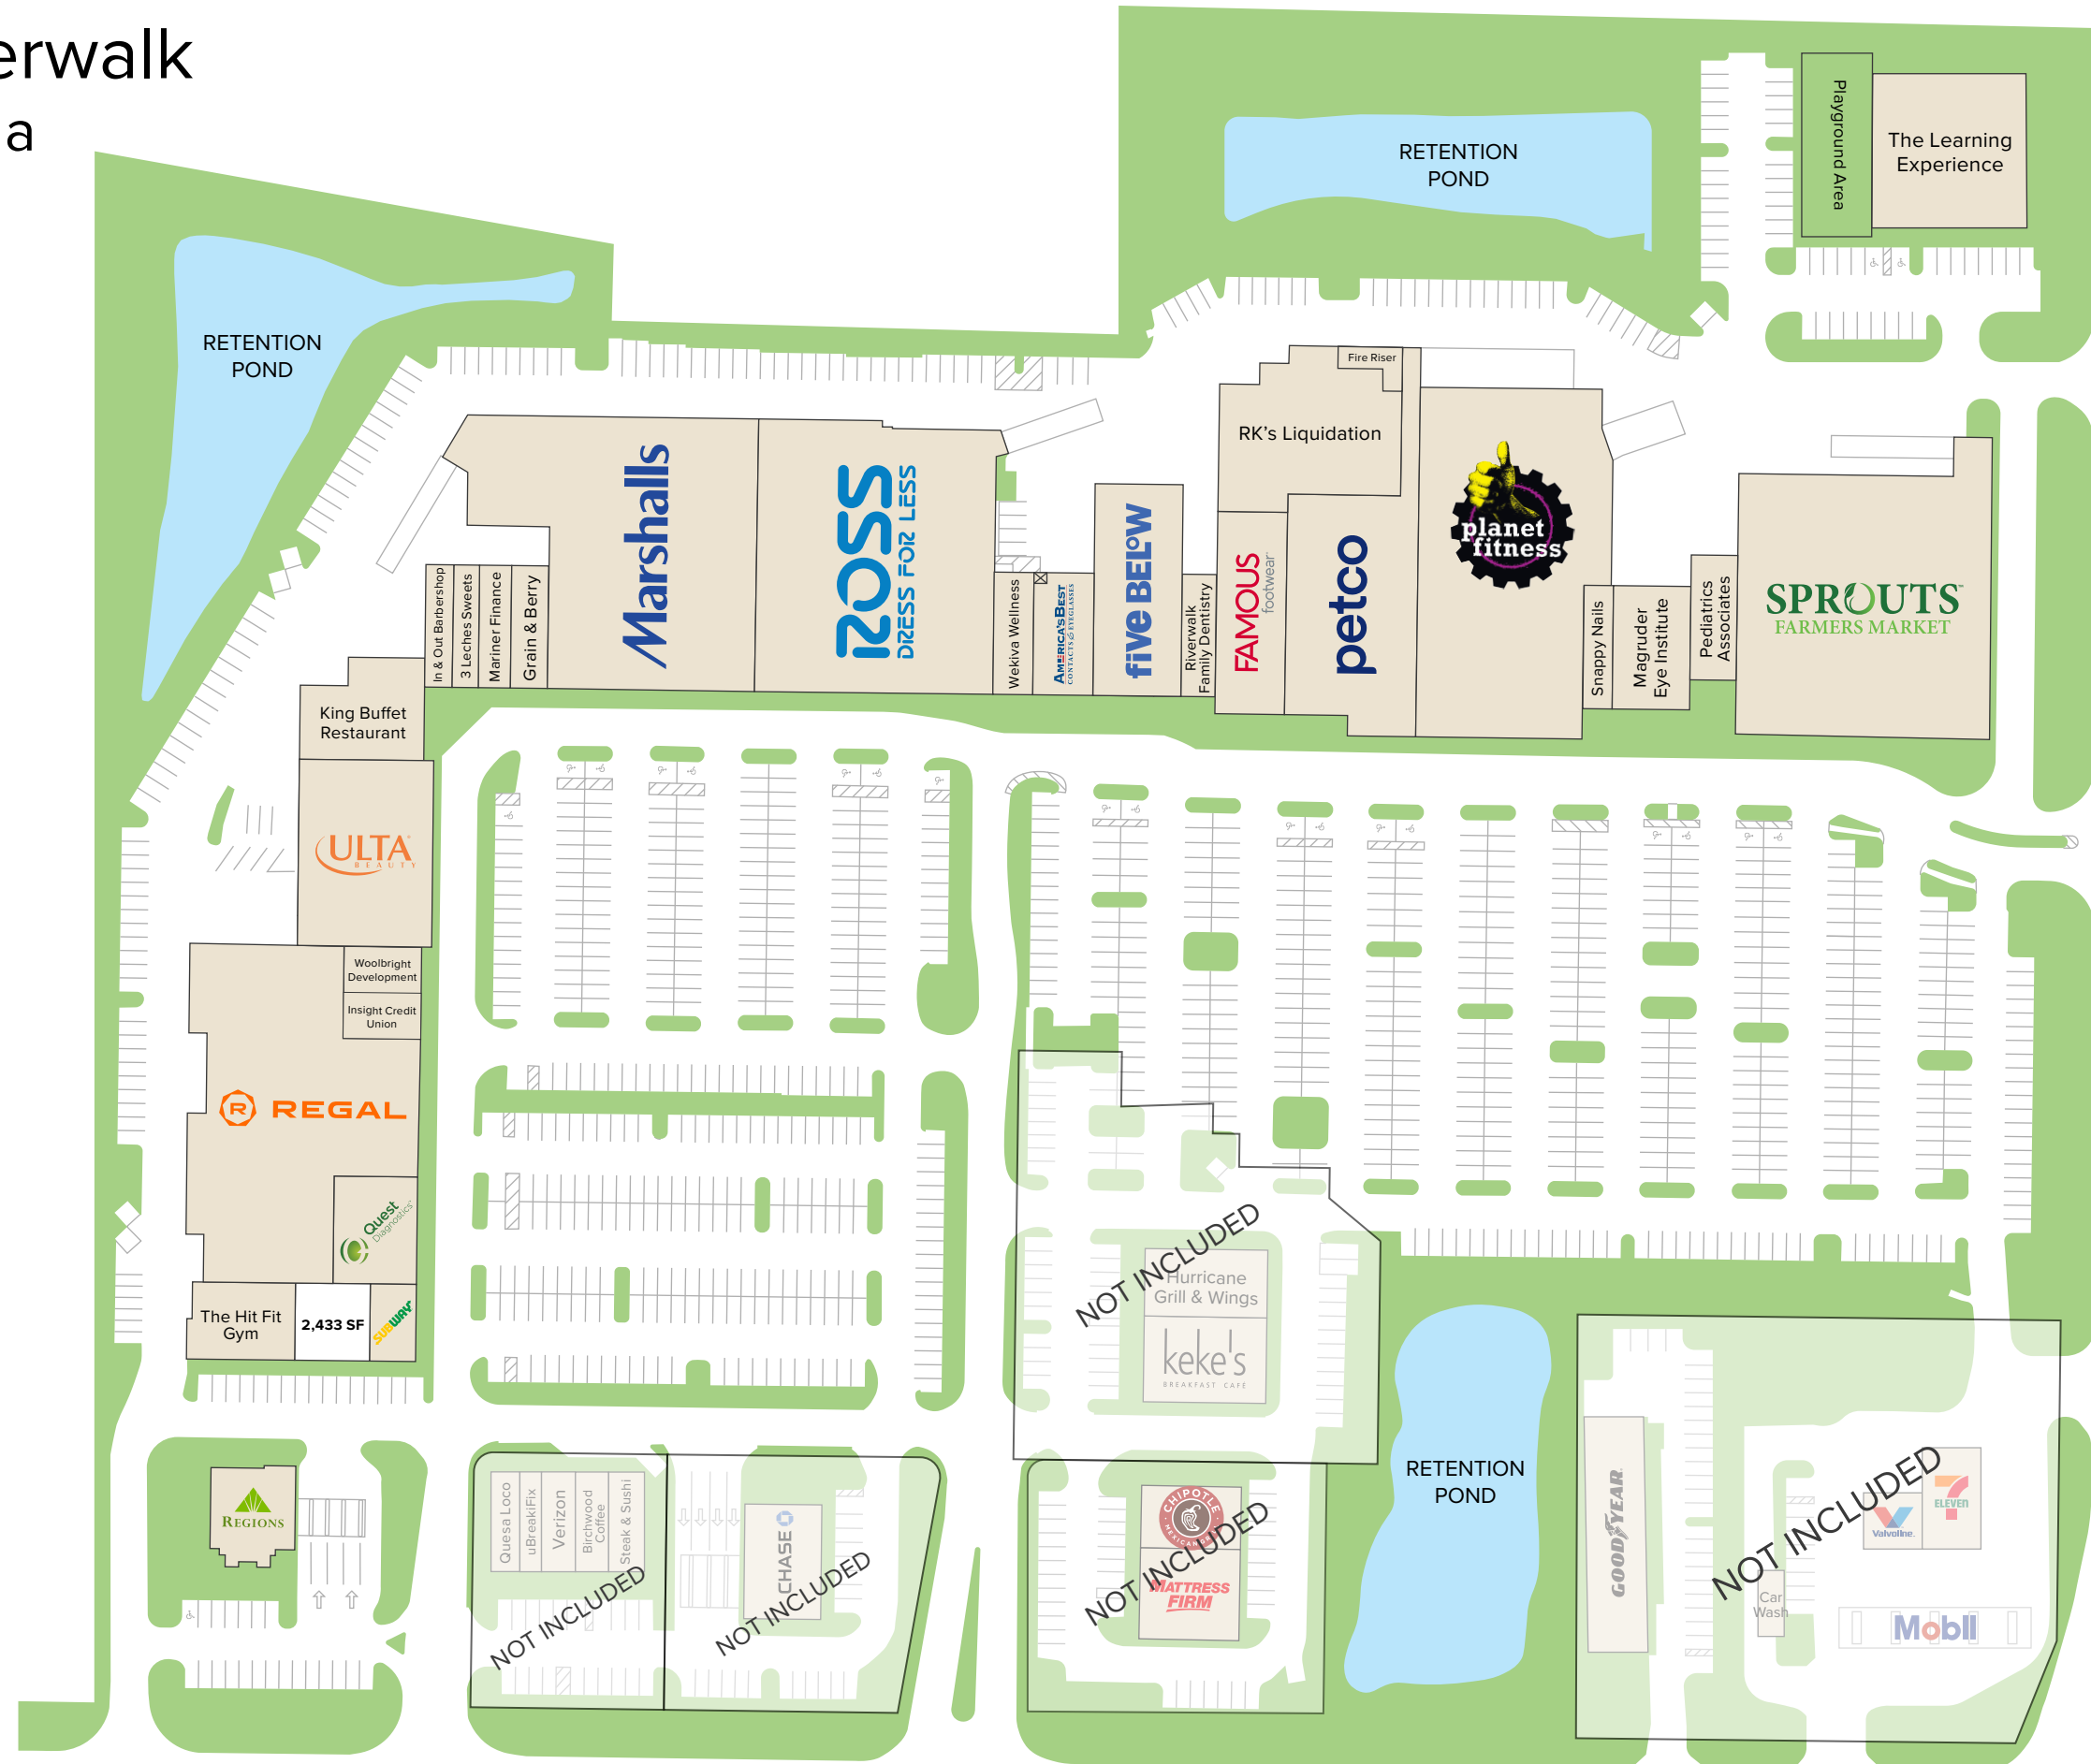 erwalk
a
RETENTION
POND
Playground Area
The Learning
Experience
RETENTION
POND
Fire Riser
RK's Liquidation
Marshalls
ROSS
DRESS FOR LESS
planet
fitness
In & Out Barbershop
3 Leches Sweets
Mariner Finance
Grain & Berry
Wekiva Wellness
AMERICA'S BEST
CONTACTS & EYEGLASSES
five BELOW
Riverwalk
Family Dentistry
FAMOUS
footwear
petco
Snappy Nails
Magruder
Eye Institute
Pediatrics
Associates
SPROUTS™
FARMERS MARKET
King Buffet
Restaurant
ULTA
BEAUTY
Woolbright
Development
Insight Credit
Union
R REGAL
Quest
Diagnostics™
The Hit Fit
Gym
2,433 SF
SUBWAY
NOT INCLUDED
Hurricane
Grill & Wings
keke's
BREAKFAST CAFE
REGIONS
Quesa Loco
uBreakiFix
Verizon
Birchwood
Coffee
Steak & Sushi
NOT INCLUDED
CHASE
NOT INCLUDED
CHIPOTLE
MEXICAN GRILL
NOT INCLUDED
MATTRESS
FIRM
RETENTION
POND
GOODYEAR
NOT INCLUDED
Valvoline.
7
ELEVEN
Car
Wash
Mobil